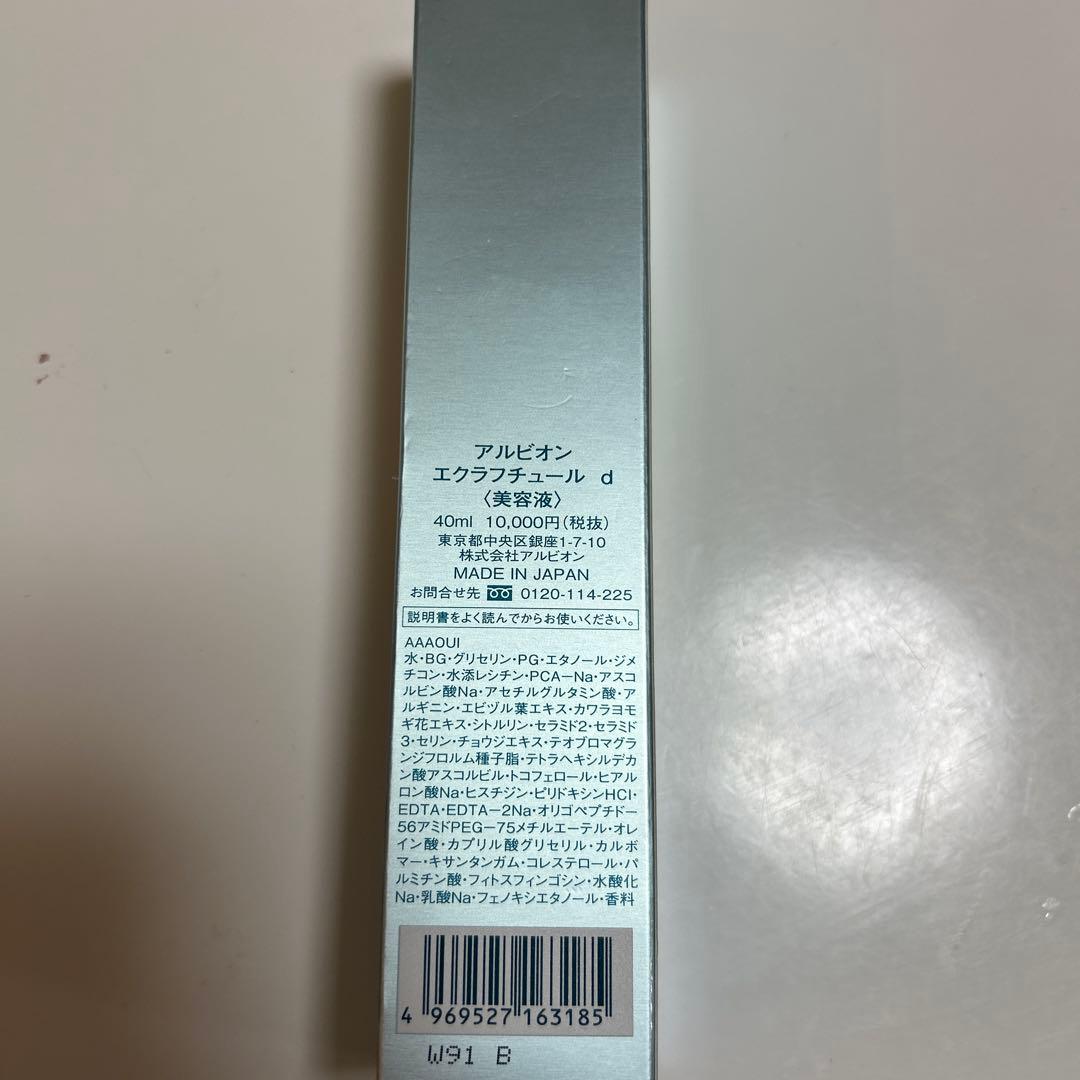 アルビオン
エクラフチュール d
〈美容液〉
40ml 10,000円(税抜)
東京都中央区銀座1-7-10
株式会社アルビオン
MADE IN JAPAN
お問合せ先 0120-114-225
説明書をよく読んでからお使いください。
AAAOUI
水・BG・グリセリン・PG・エタノール・ジメ
チコン・水添レシチン・PCA－Na・アスコ
ルビン酸Na・アセチルグルタミン酸・ア
ルギニン・エビヅル葉エキス・カワラヨモ
ギ花エキス・シトルリン・セラミド2・セラミド
3・セリン・チョウジエキス・テオブロマグラ
ンジフロルム種子脂・テトラヘキシルデカ
ン酸アスコルビル・トコフェロール・ヒアル
ロン酸Na・ヒスチジン・ピリドキシンHCl・
EDTA・EDTA－2Na・オリゴペプチド－
56アミドPEG－75メチルエーテル・オレ
イン酸・カプリル酸グリセリル・カルボ
マー・キサンタンガム・コレステロール・パ
ルミチン酸・フィトスフィンゴシン・水酸化
Na・乳酸Na・フェノキシエタノール・香料
4 969527 163185
W91 B